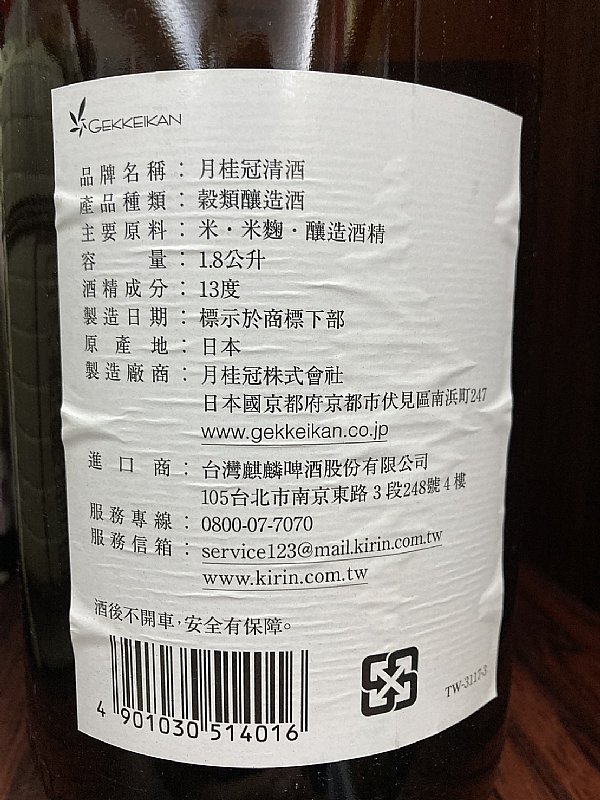 GEKKEIKAN
品牌名稱：月桂冠清酒
產品種類：穀類釀造酒
主要原料：米・米麴・釀造酒精
容量：1.8公升
酒精成分：13度
製造日期：標示於商標下部
原產地：日本
製造廠商：月桂冠株式會社
日本國京都府京都市伏見區南浜町247
www.gekkeikan.co.jp
進口商：台灣麒麟啤酒股份有限公司
105台北市南京東路3段248號4樓
服務專線：0800-07-7070
服務信箱：service123@mail.kirin.com.tw
www.kirin.com.tw
酒後不開車，安全有保障。
4 901030 514016
TW-3117-3